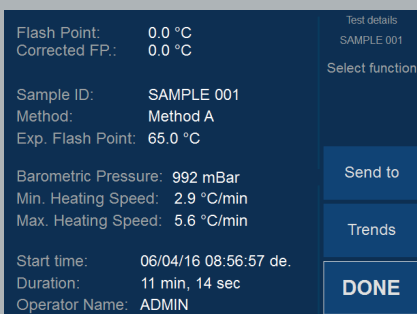 Flash Point: 0.0 °C
Corrected FP.: 0.0 °C
Sample ID: SAMPLE 001
Method: Method A
Exp. Flash Point: 65.0 °C
Barometric Pressure: 992 mBar
Min. Heating Speed: 2.9 °C/min
Max. Heating Speed: 5.6 °C/min
Start time: 06/04/16 08:56:57 de.
Duration: 11 min, 14 sec
Operator Name: ADMIN
Test details
SAMPLE 001
Select function
Send to
Trends
DONE